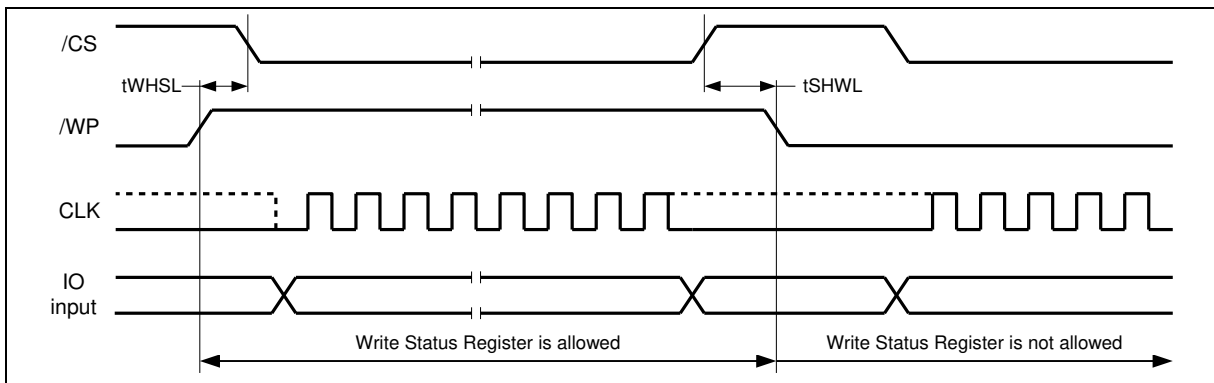 /CS
tWHSL
tSHWL
/WP
CLK
IO
input
Write Status Register is allowed
Write Status Register is not allowed